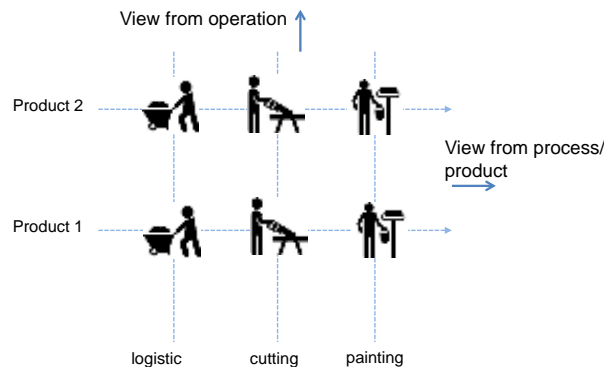 View from operation
Product 2
View from process/
product
Product 1
logistic
cutting
painting